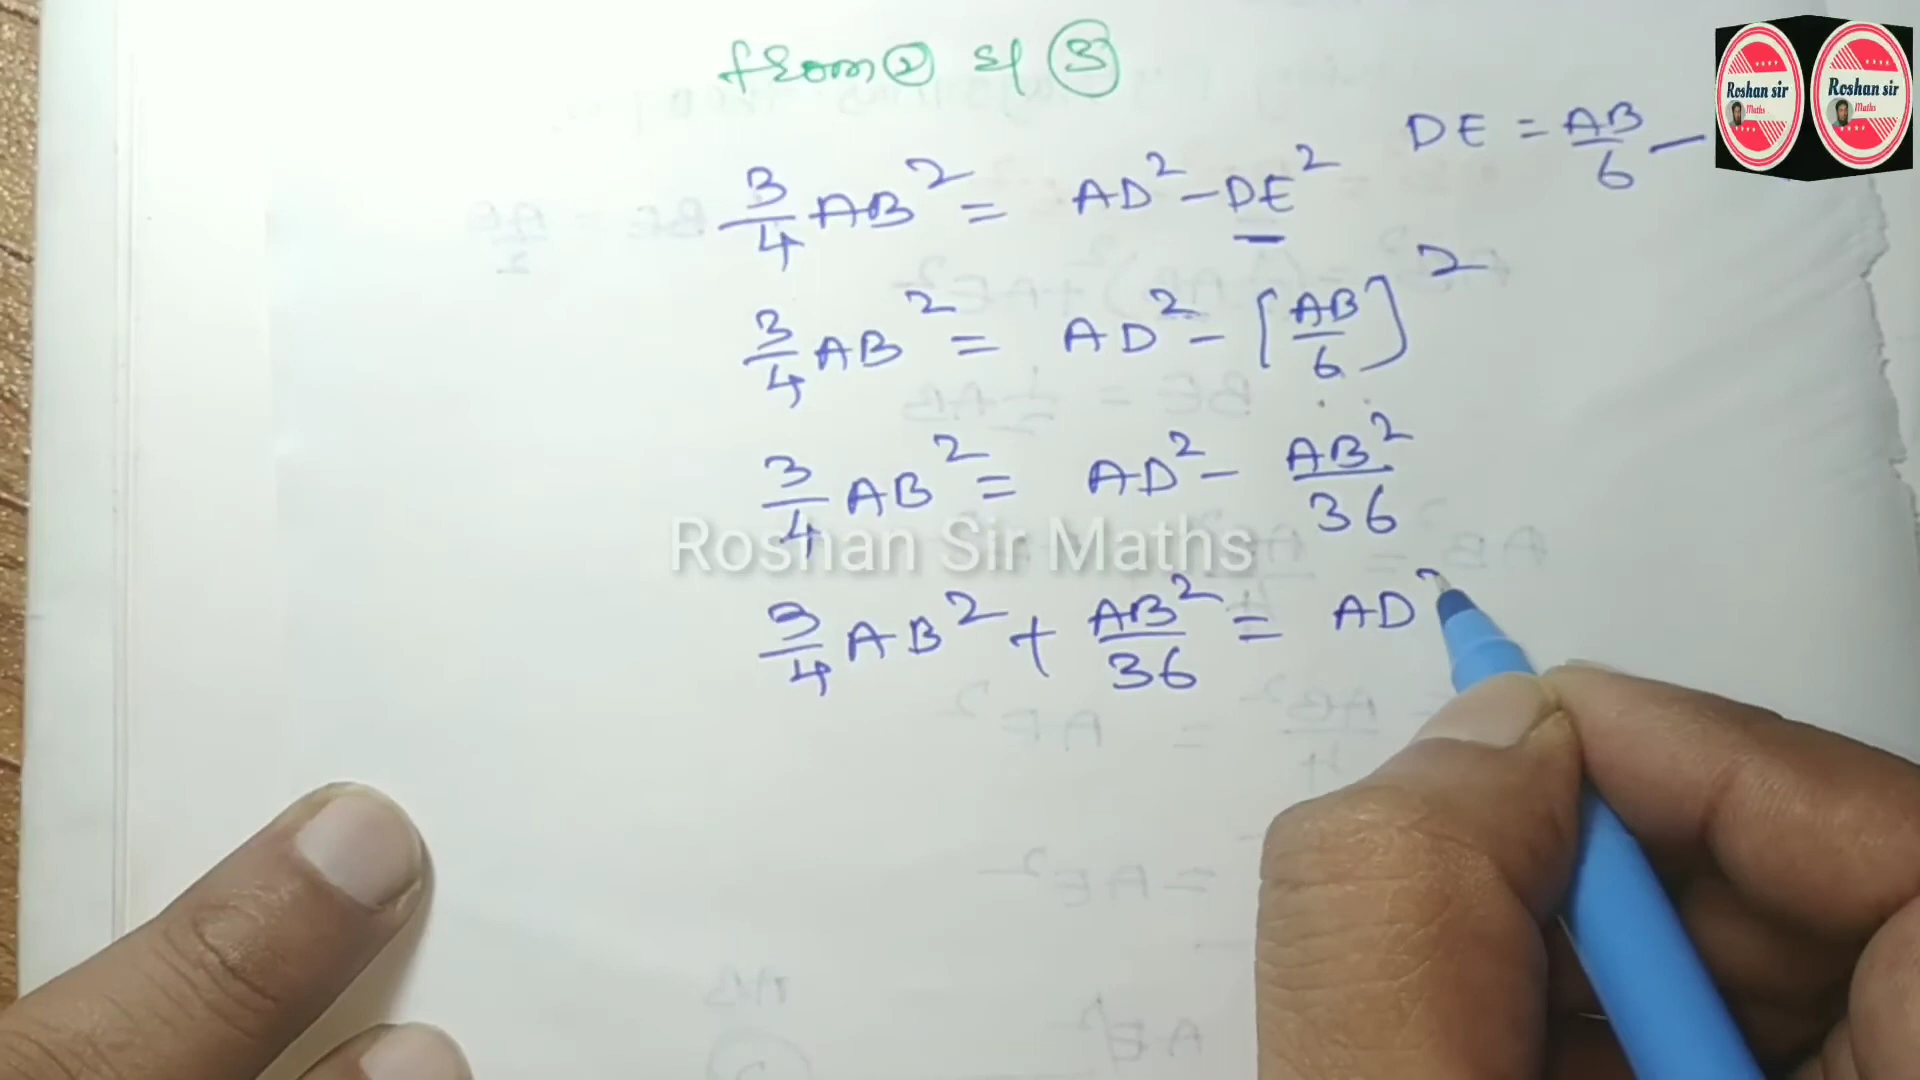 from ② & ③
DE = AB/6 —
3/4 AB² = AD² - DE²
3/4 AB² = AD² - [AB/6]²
3/4 AB² = AD² - AB²/36
3/4 AB² + AB²/36 = AD²
Roshan Sir Maths
Roshan sir
Maths
Roshan sir
Maths